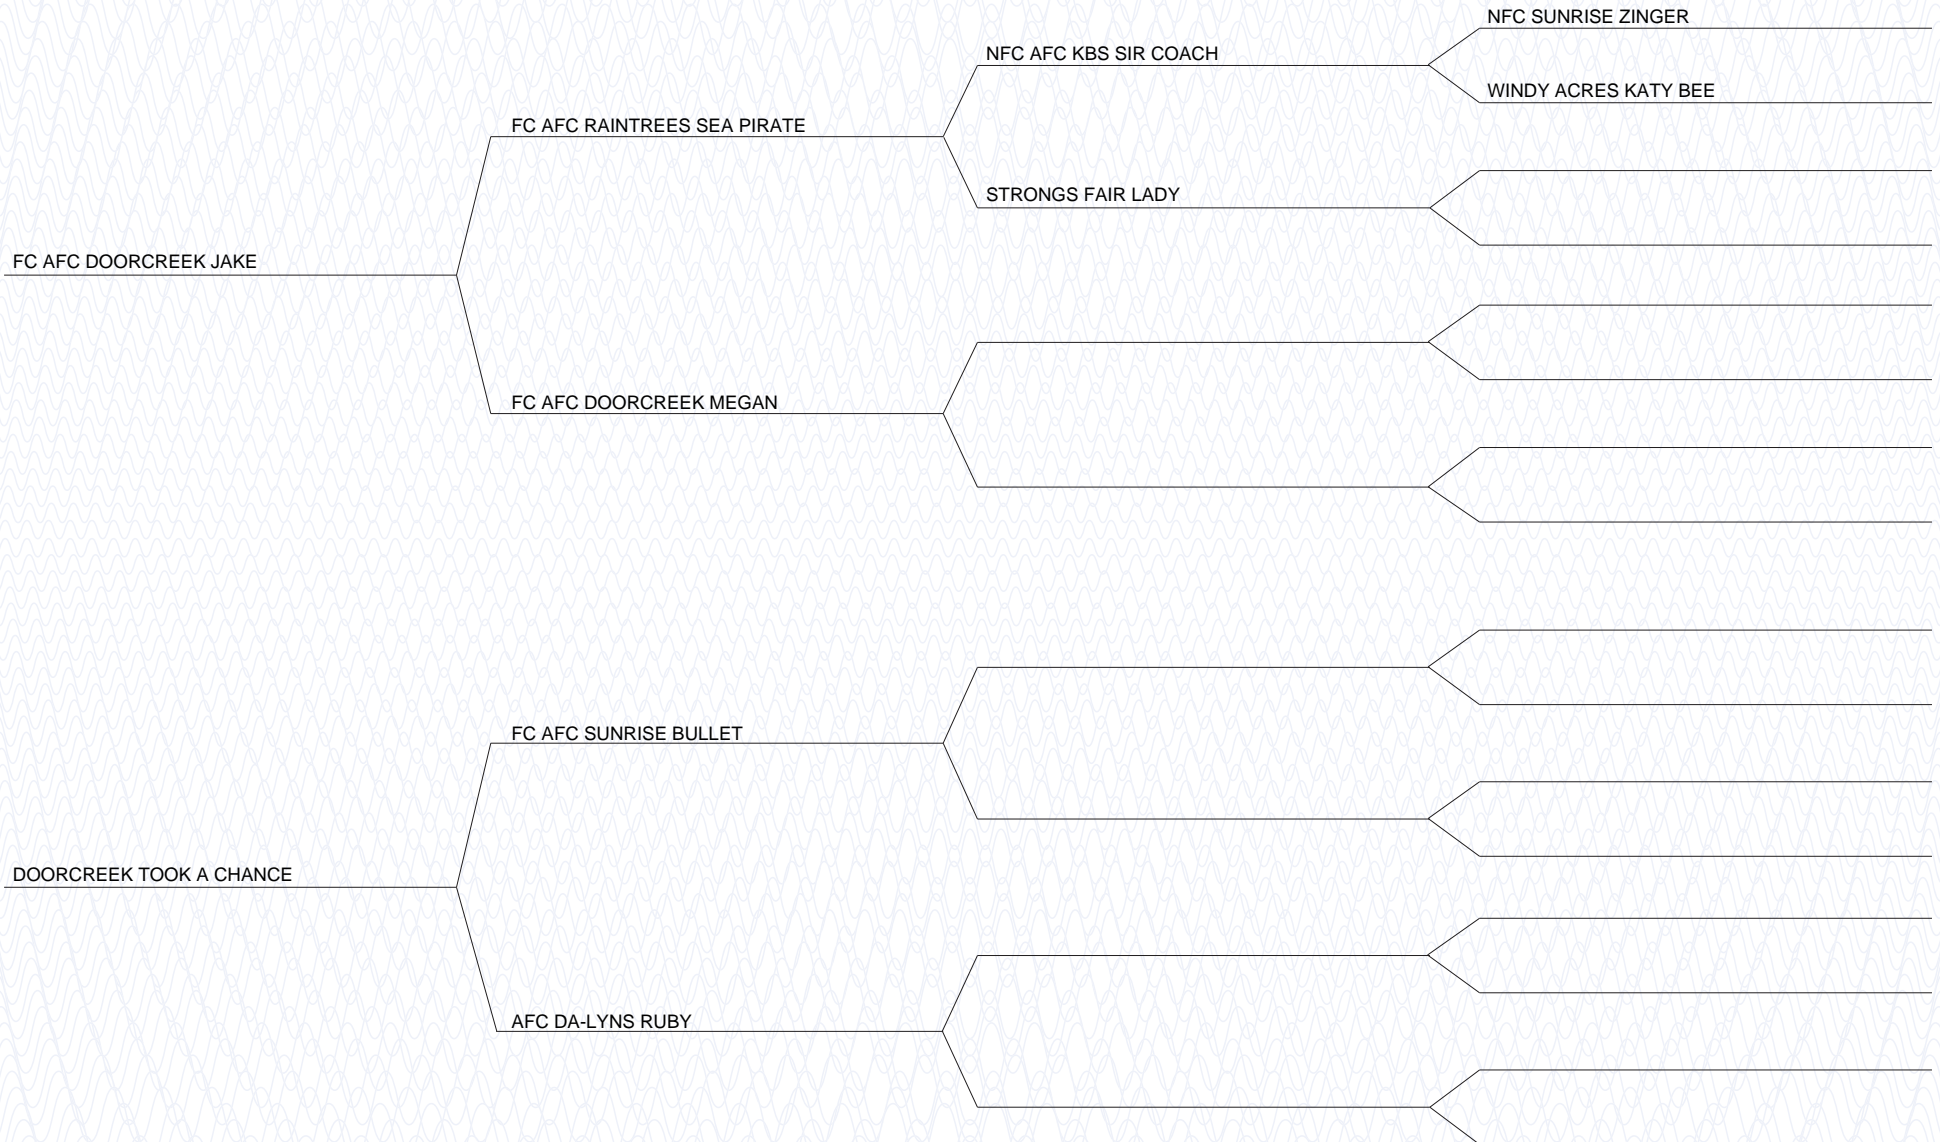 NFC SUNRISE ZINGER
NFC AFC KBS SIR COACH
WINDY ACRES KATY BEE
FC AFC RAINTREES SEA PIRATE
STRONGS FAIR LADY
FC AFC DOORCREEK JAKE
FC AFC DOORCREEK MEGAN
FC AFC SUNRISE BULLET
DOORCREEK TOOK A CHANCE
AFC DA-LYNS RUBY